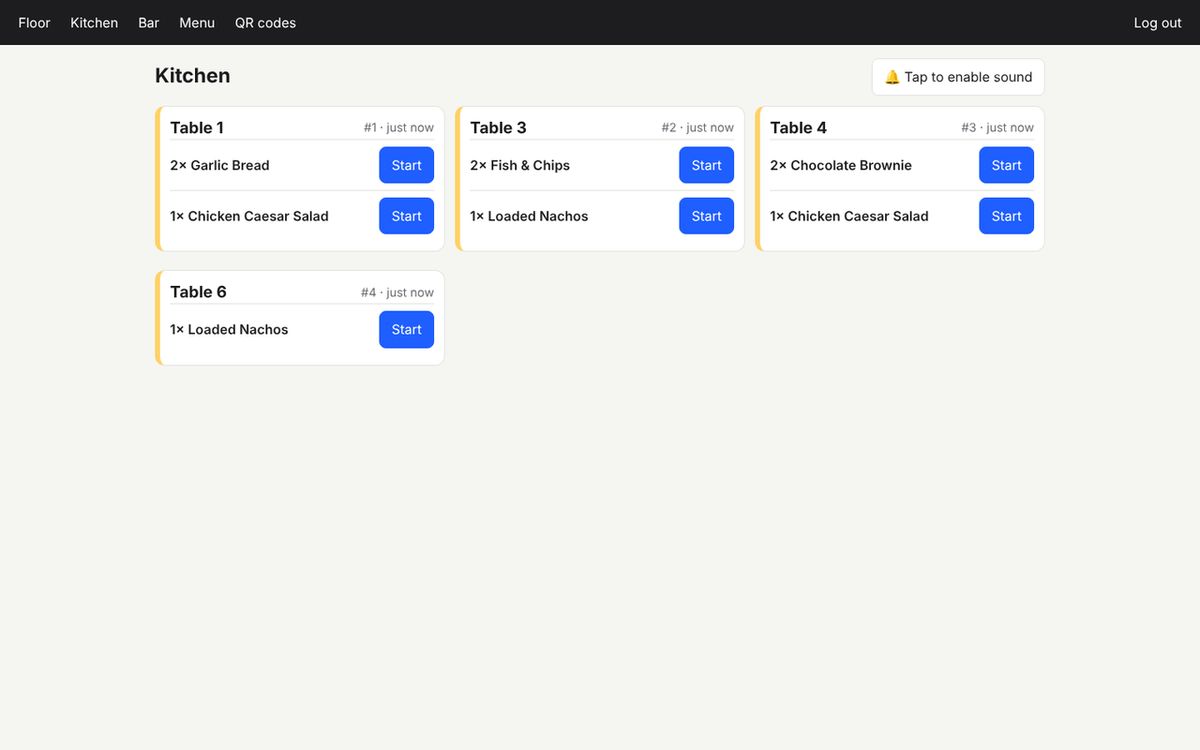 Floor Kitchen Bar Menu QR codes Log out
Kitchen
🔔 Tap to enable sound
Table 1 #1 · just now
2× Garlic Bread Start
1× Chicken Caesar Salad Start
Table 3 #2 · just now
2× Fish & Chips Start
1× Loaded Nachos Start
Table 4 #3 · just now
2× Chocolate Brownie Start
1× Chicken Caesar Salad Start
Table 6 #4 · just now
1× Loaded Nachos Start